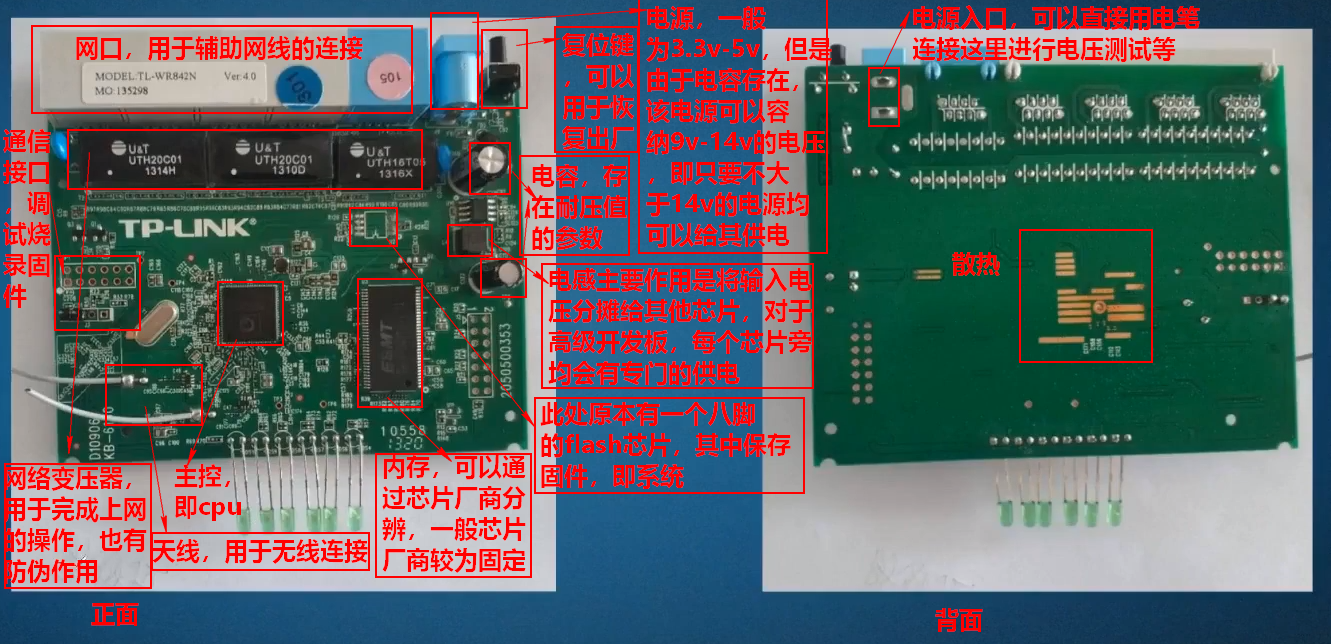 网口，用于辅助网线的连接
MODEL:TL-WR842N Ver:4.0
MO:135298
301
105
复位键
，可以
用于恢
复出厂
电源，一般
为3.3v-5v，但是
由于电容存在，
该电源可以容
纳9v-14v的电压
，即只要不大
于14v的电源均
可以给其供电
电源入口，可以直接用电笔
连接这里进行电压测试等
通信
接口
，调
试烧
录固
件
U&T
UTH20C01
1314H
U&T
UTH20C01
1310D
U&T
UTH16T05
1316X
电容，存
在耐压值
的参数
TP-LINK®
电感主要作用是将输入电
压分摊给其他芯片，对于
高级开发板，每个芯片旁
均会有专门的供电
散热
ESMT
2050500353
此处原本有一个八脚
的flash芯片，其中保存
固件，即系统
10558
1320
网络变压器，
用于完成上网
的操作，也有
防伪作用
主控，
即cpu
天线，用于无线连接
内存，可以通
过芯片厂商分
辨，一般芯片
厂商较为固定
正面
背面